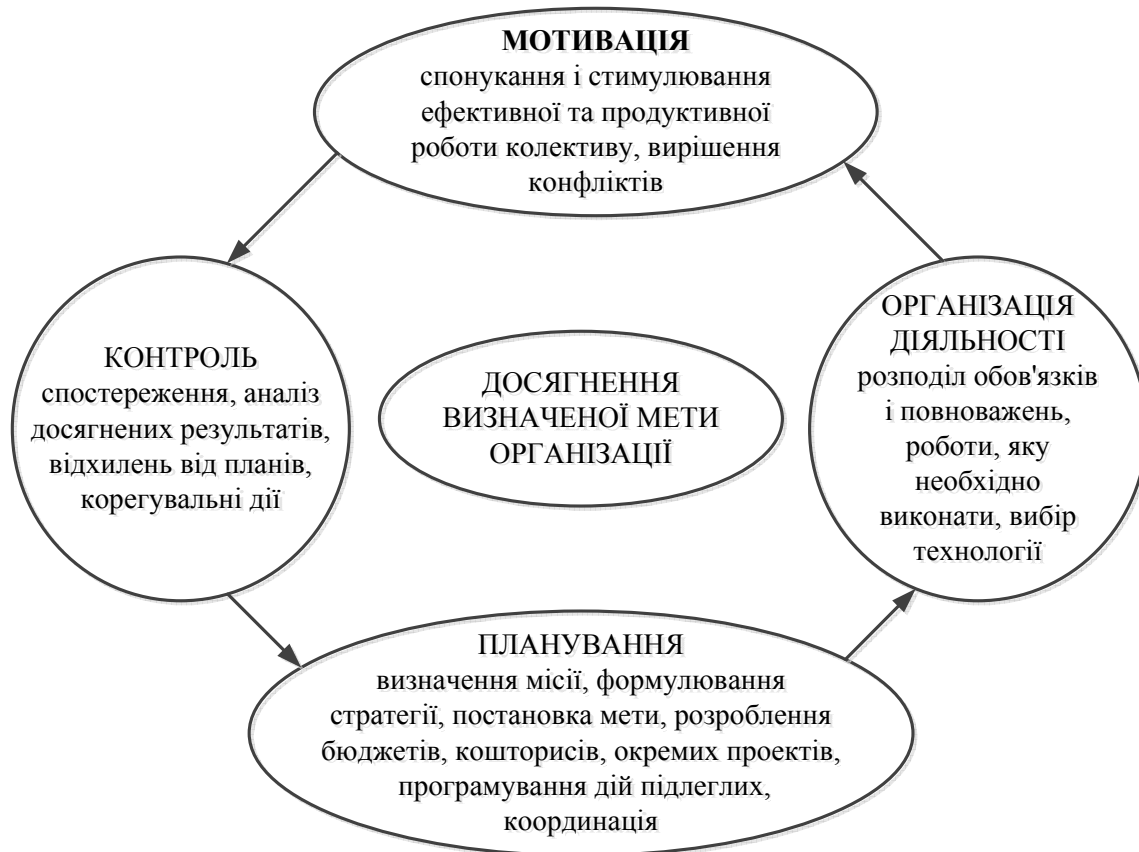 МОТИВАЦІЯ
спонукання і стимулювання
ефективної та продуктивної
роботи колективу, вирішення
конфліктів
КОНТРОЛЬ
спостереження, аналіз
досягнених результатів,
відхилень від планів,
корегувальні дії
ДОСЯГНЕННЯ
ВИЗНАЧЕНОЇ МЕТИ
ОРГАНІЗАЦІЇ
ОРГАНІЗАЦІЯ
ДІЯЛЬНОСТІ
розподіл обов'язків
і повноважень,
роботи, яку
необхідно
виконати, вибір
технології
ПЛАНУВАННЯ
визначення місії, формулювання
стратегії, постановка мети, розроблення
бюджетів, кошторисів, окремих проектів,
програмування дій підлеглих,
координація